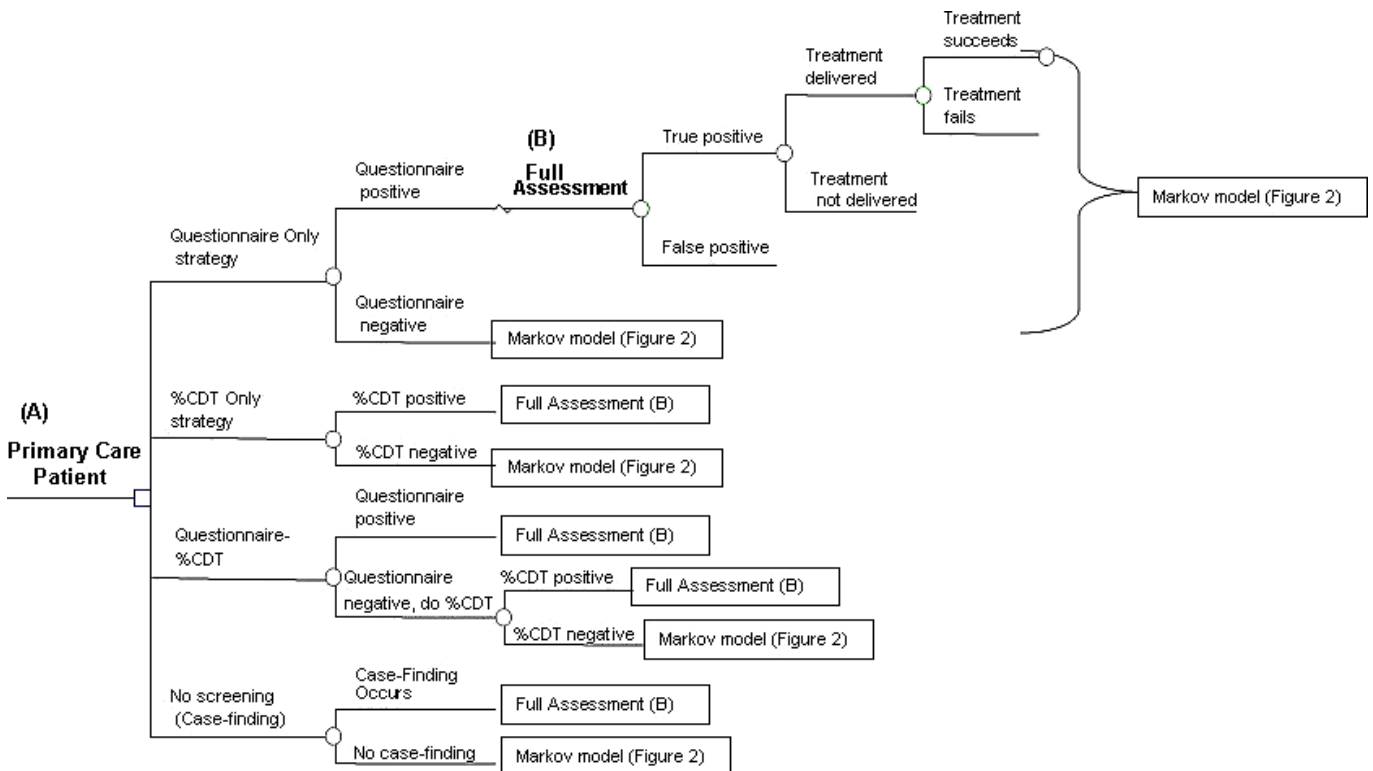 Treatment
succeeds
Treatment
delivered
Treatment
fails
(B)
Full
Assessment
True positive
Treatment
not delivered
False positive
Markov model (Figure 2)
Questionnaire
positive
Questionnaire Only
strategy
Questionnaire
negative
Markov model (Figure 2)
(A)
Primary Care
Patient
%CDT Only
strategy
%CDT positive
Full Assessment (B)
%CDT negative
Markov model (Figure 2)
Questionnaire-
%CDT
Questionnaire
positive
Full Assessment (B)
Questionnaire
negative, do %CDT
%CDT positive
Full Assessment (B)
%CDT negative
Markov model (Figure 2)
No screening
(Case-finding)
Case-Finding
Occurs
Full Assessment (B)
No case-finding
Markov model (Figure 2)